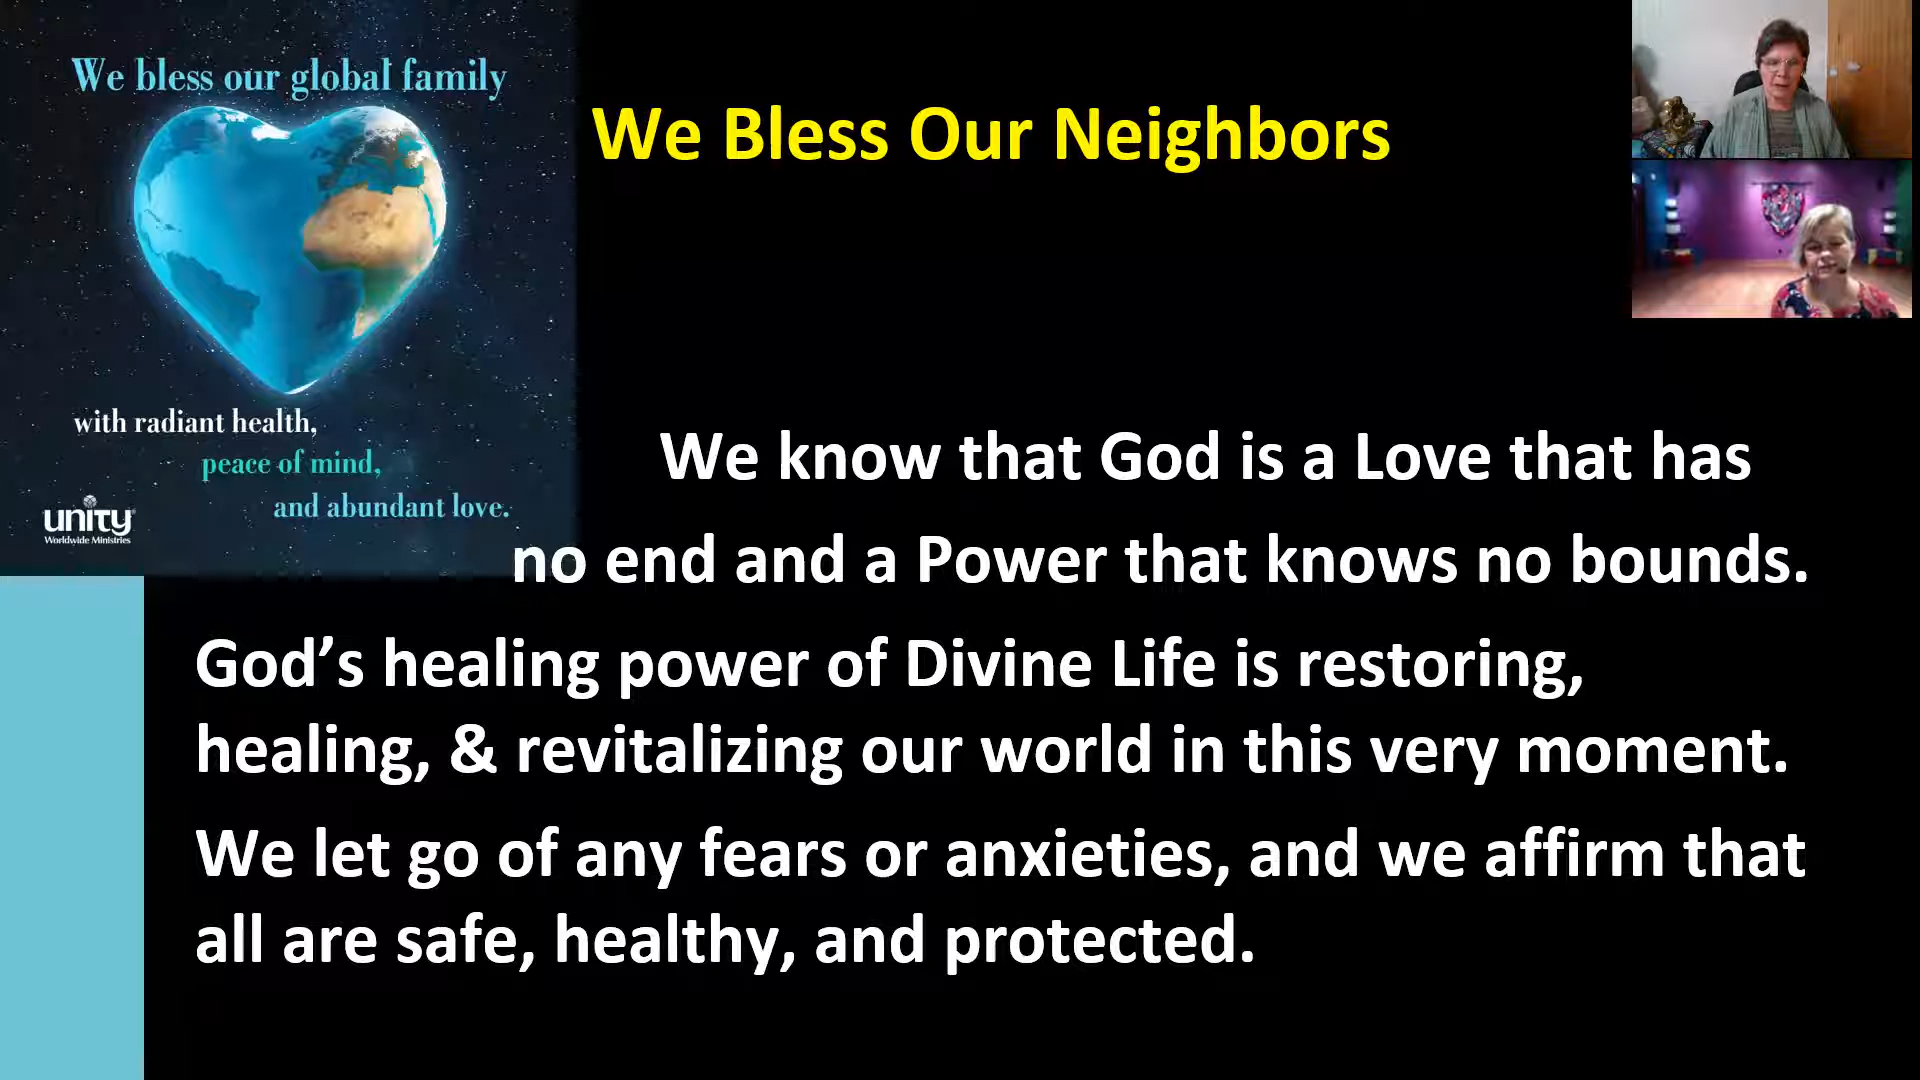 We bless our global family
with radiant health,
peace of mind,
and abundant love.
unity
Worldwide Ministries
We Bless Our Neighbors
We know that God is a Love that has
no end and a Power that knows no bounds.
God’s healing power of Divine Life is restoring,
healing, & revitalizing our world in this very moment.
We let go of any fears or anxieties, and we affirm that
all are safe, healthy, and protected.